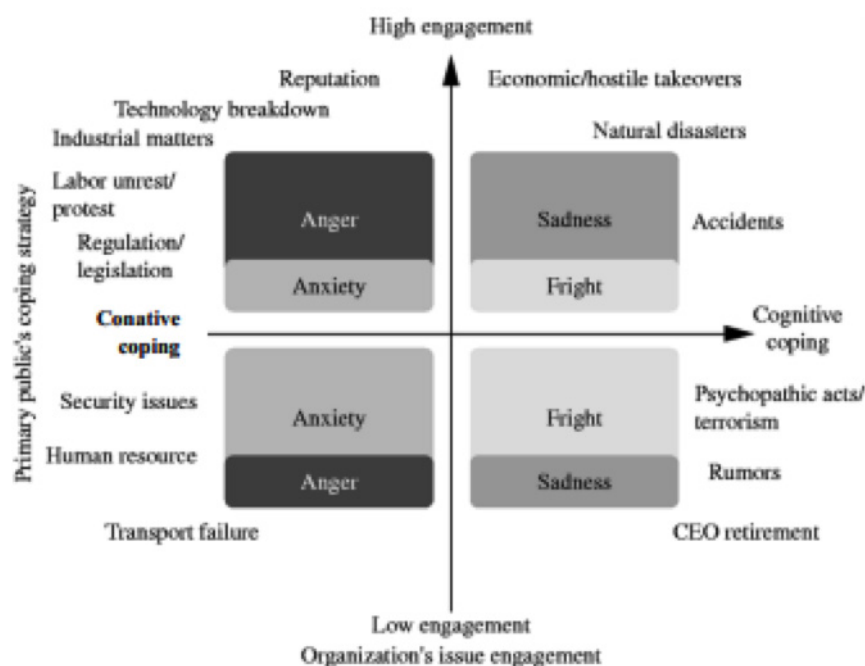 High engagement
Reputation
Economic/hostile takeovers
Technology breakdown
Natural disasters
Industrial matters
Labor unrest/
protest
Anger
Sadness
Accidents
Regulation/
legislation
Anxiety
Fright
Primary public's coping strategy
Conative
coping
Cognitive
coping
Security issues
Anxiety
Fright
Psychopathic acts/
terrorism
Human resource
Anger
Sadness
Rumors
Transport failure
CEO retirement
Low engagement
Organization's issue engagement